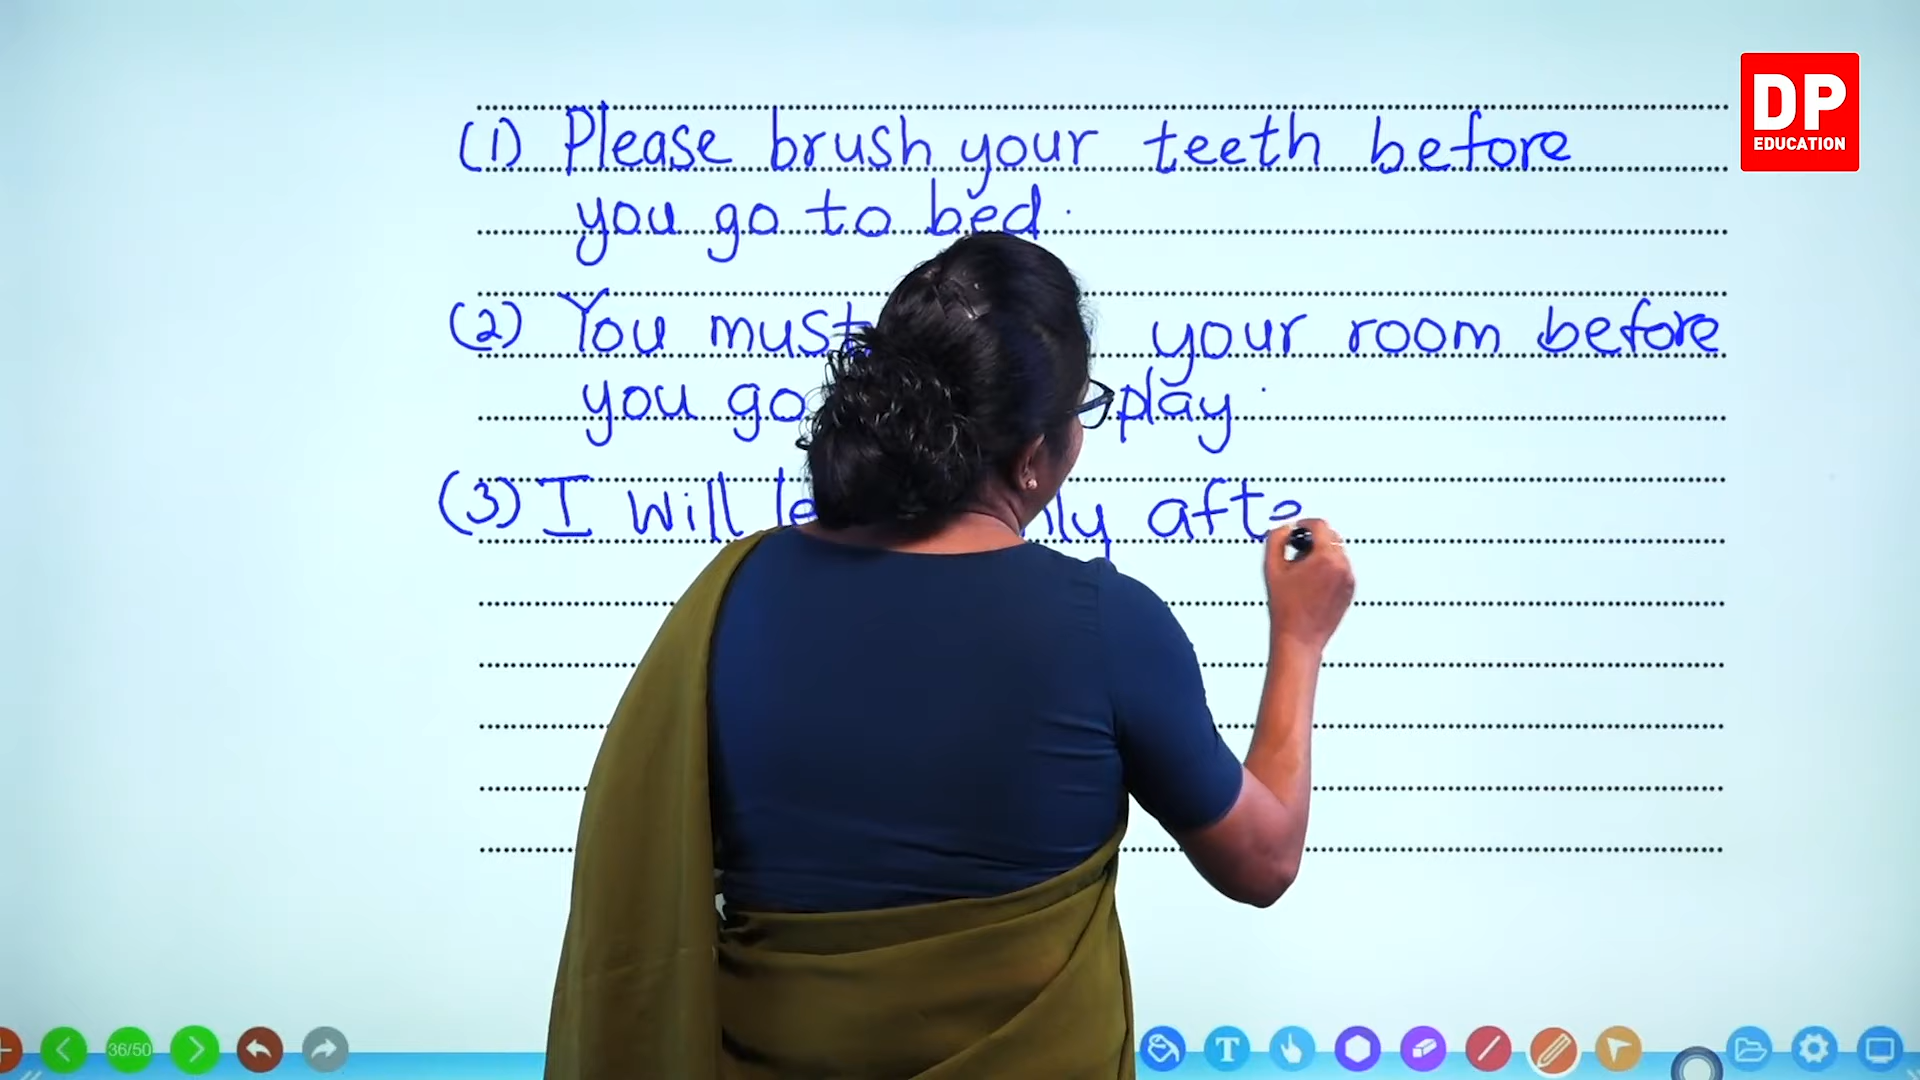 DP
EDUCATION
(1) Please brush your teeth before
you go to bed.
(2) You must your room before
you go play.
(3) I will
36/50
T